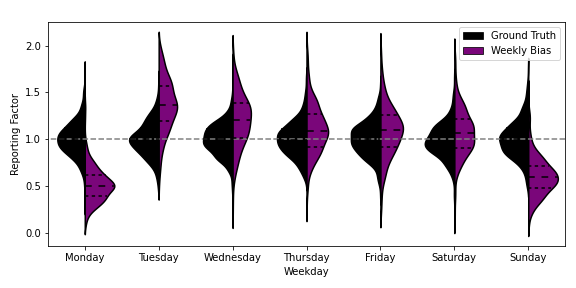 Ground Truth
Weekly Bias
Reporting Factor
2.0
1.5
1.0
0.5
0.0
Monday Tuesday Wednesday Thursday Friday Saturday Sunday
Weekday